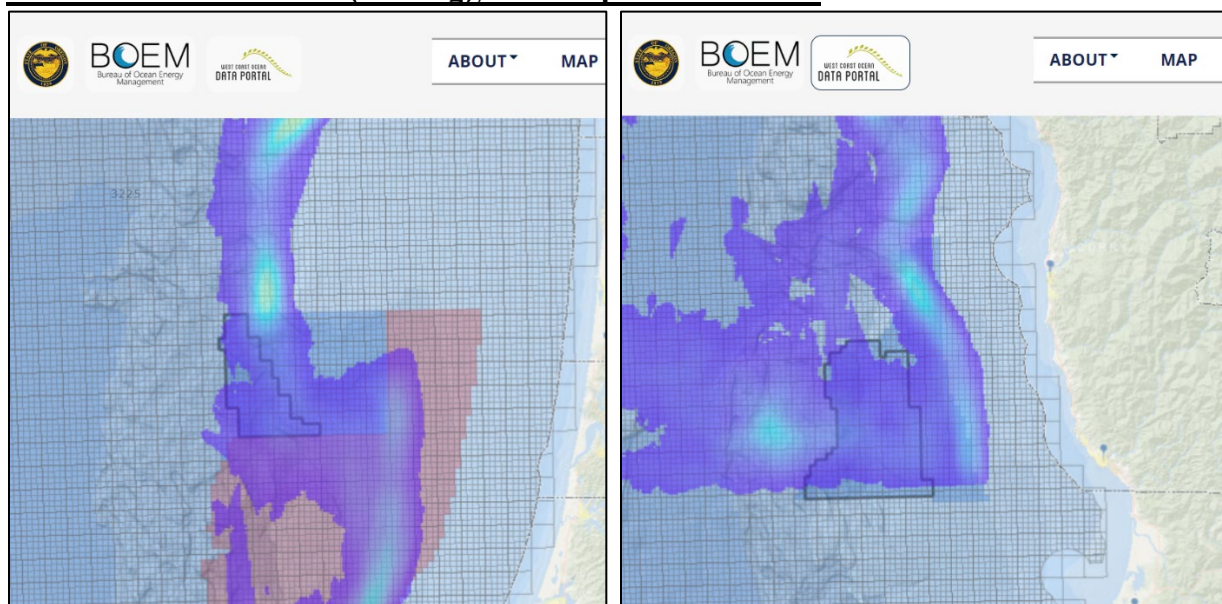 BOEM
Bureau of Ocean Energy
Management
WEST COAST OCEAN
DATA PORTAL
ABOUT MAP
3225
BOEM
Bureau of Ocean Energy
Management
WEST COAST OCEAN
DATA PORTAL
ABOUT MAP